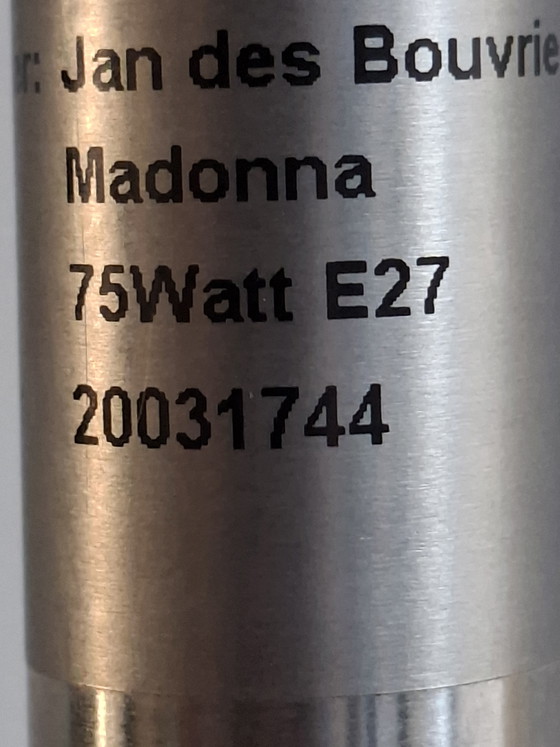 r: Jan des Bouvrie
Madonna
75Watt E27
20031744